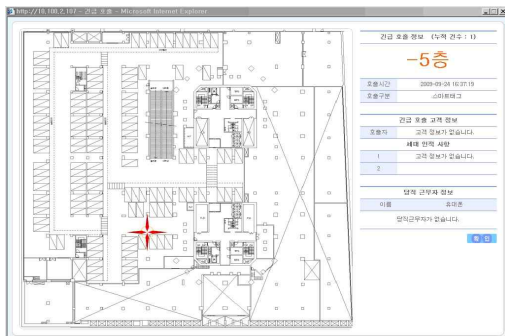 http://10.100.2.107 - 긴급 호출 - Microsoft Internet Explorer
긴급 호출 정보 (누적 건수 : 1)
-5층
호출시간 2009-09-24 16:37:19
호출구분 스마트태그
긴급 호출 고객 정보
호출자 고객 정보가 없습니다.
세대 인적 사항
1 고객 정보가 없습니다.
2
당직 근무자 정보
이름 휴대폰
당직근무자가 없습니다.
확 인